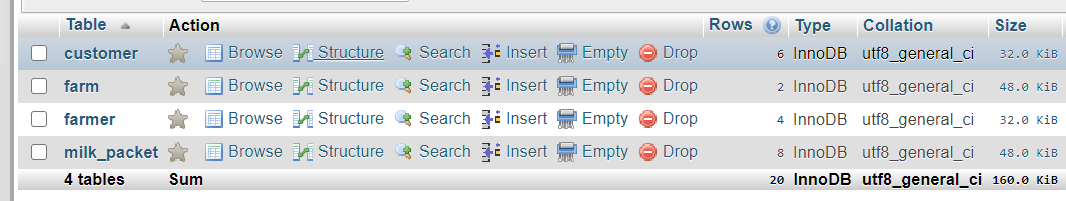 Table Action Rows Type Collation Size
customer Browse Structure Search Insert Empty Drop 6 InnoDB utf8_general_ci 32.0 KiB
farm Browse Structure Search Insert Empty Drop 2 InnoDB utf8_general_ci 48.0 KiB
farmer Browse Structure Search Insert Empty Drop 4 InnoDB utf8_general_ci 32.0 KiB
milk_packet Browse Structure Search Insert Empty Drop 8 InnoDB utf8_general_ci 48.0 KiB
4 tables Sum 20 InnoDB utf8_general_ci 160.0 KiB